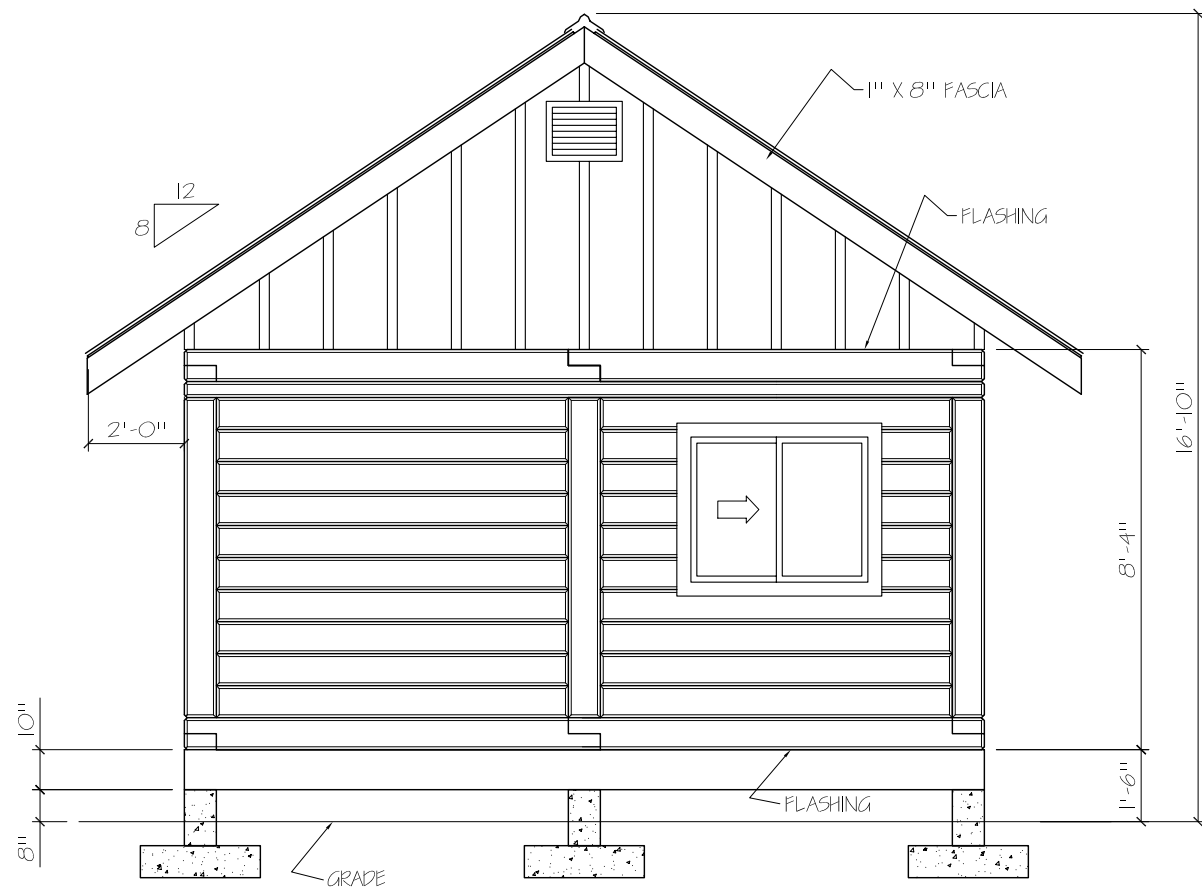 1" X 8" FASCIA
12
8
FLASHING
2'-0"
16'-10"
8'-4"
10"
1'-6"
FLASHING
8"
GRADE